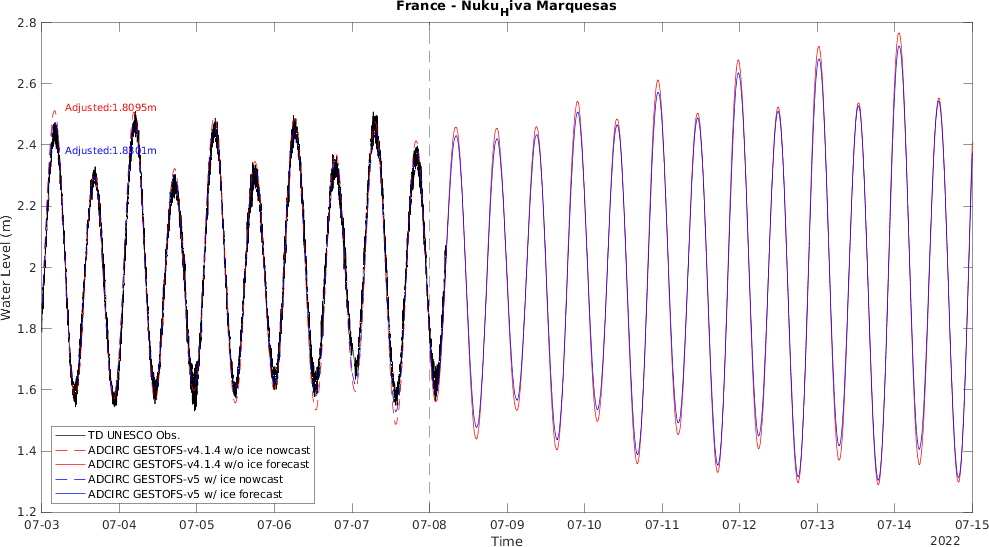 France - Nuku Hiva Marquesas
2.8
2.6
2.4
2.2
2
1.8
1.6
1.4
1.2
Water Level (m)
Adjusted:1.8095m
Adjusted:1.8301m
TD UNESCO Obs.
ADCIRC GESTOFS-v4.1.4 w/o ice nowcast
ADCIRC GESTOFS-v4.1.4 w/o ice forecast
ADCIRC GESTOFS-v5 w/ ice nowcast
ADCIRC GESTOFS-v5 w/ ice forecast
07-03 07-04 07-05 07-06 07-07 07-08 07-09 07-10 07-11 07-12 07-13 07-14 07-15
Time
2022